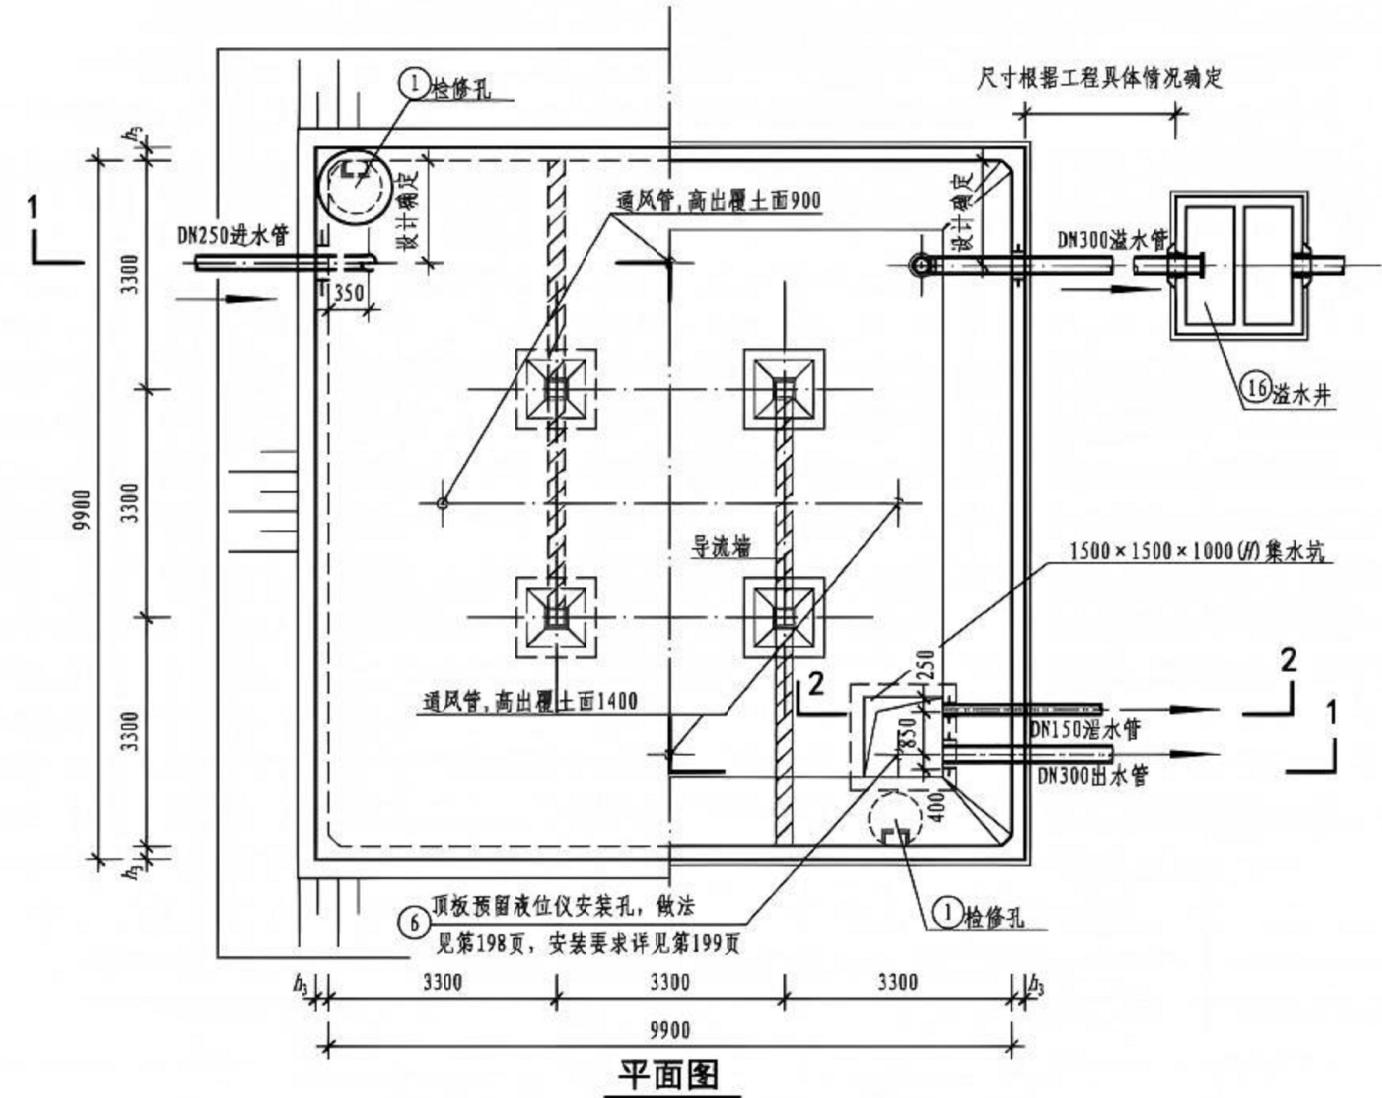 尺寸根据工程具体情况确定
①检修孔
h3
1
DN250进水管
设计确定
通风管,高出覆土面900
设计确定
DN300溢水管
3300
350
⑯溢水井
9900
3300
导流墙
1500×1500×1000(H)集水坑
250
2
2
通风管,高出覆土面1400
850
DN150泄水管
1
3300
DN300出水管
400
h3
⑥顶板预留液位仪安装孔，做法
见第198页，安装要求详见第199页
①检修孔
h3
3300
3300
3300
h3
9900
平面图